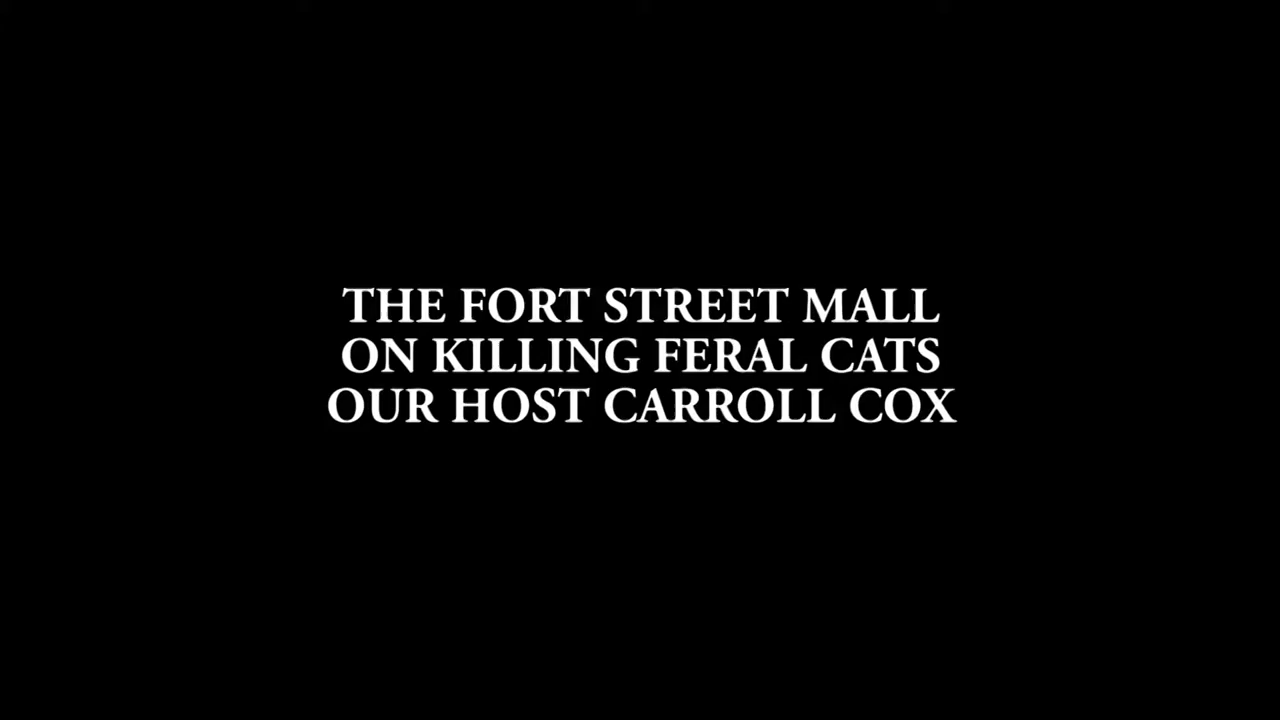 THE FORT STREET MALL
ON KILLING FERAL CATS
OUR HOST CARROLL COX